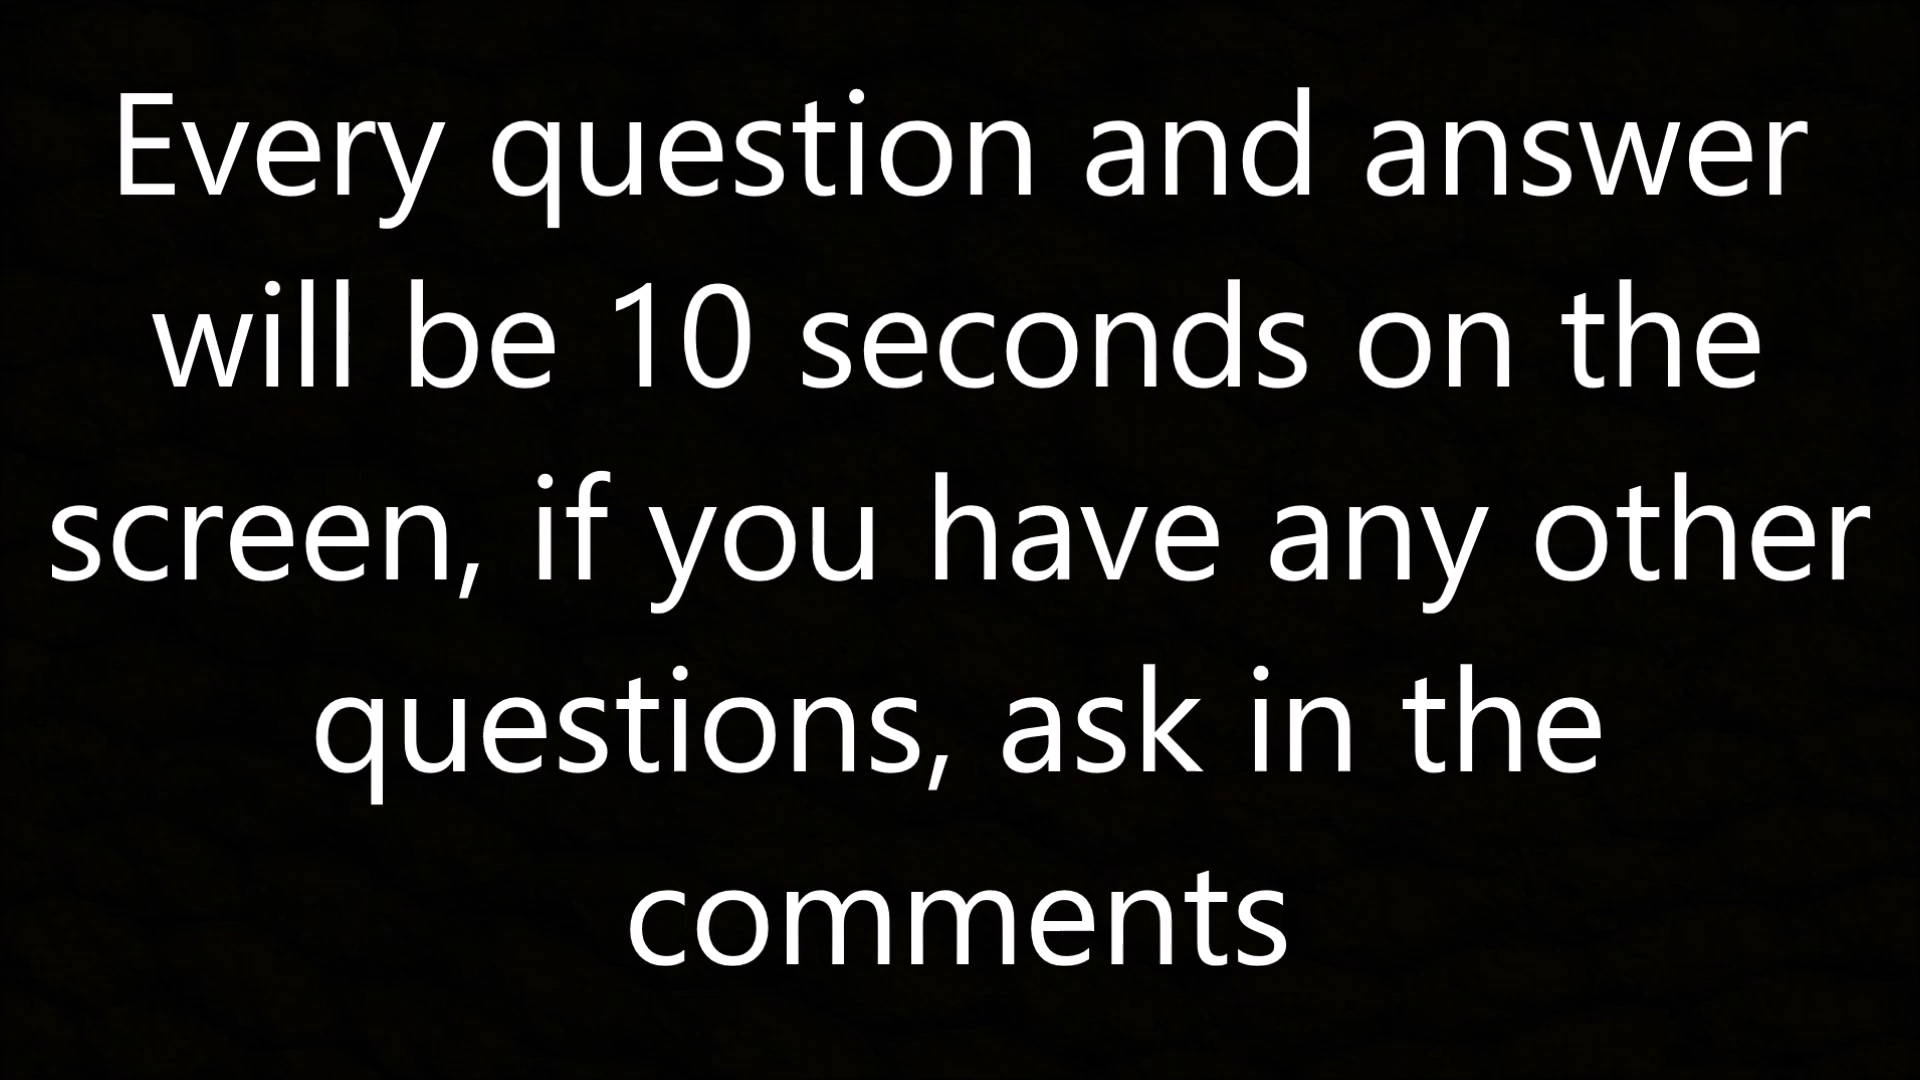 Every question and answer
will be 10 seconds on the
screen, if you have any other
questions, ask in the
comments